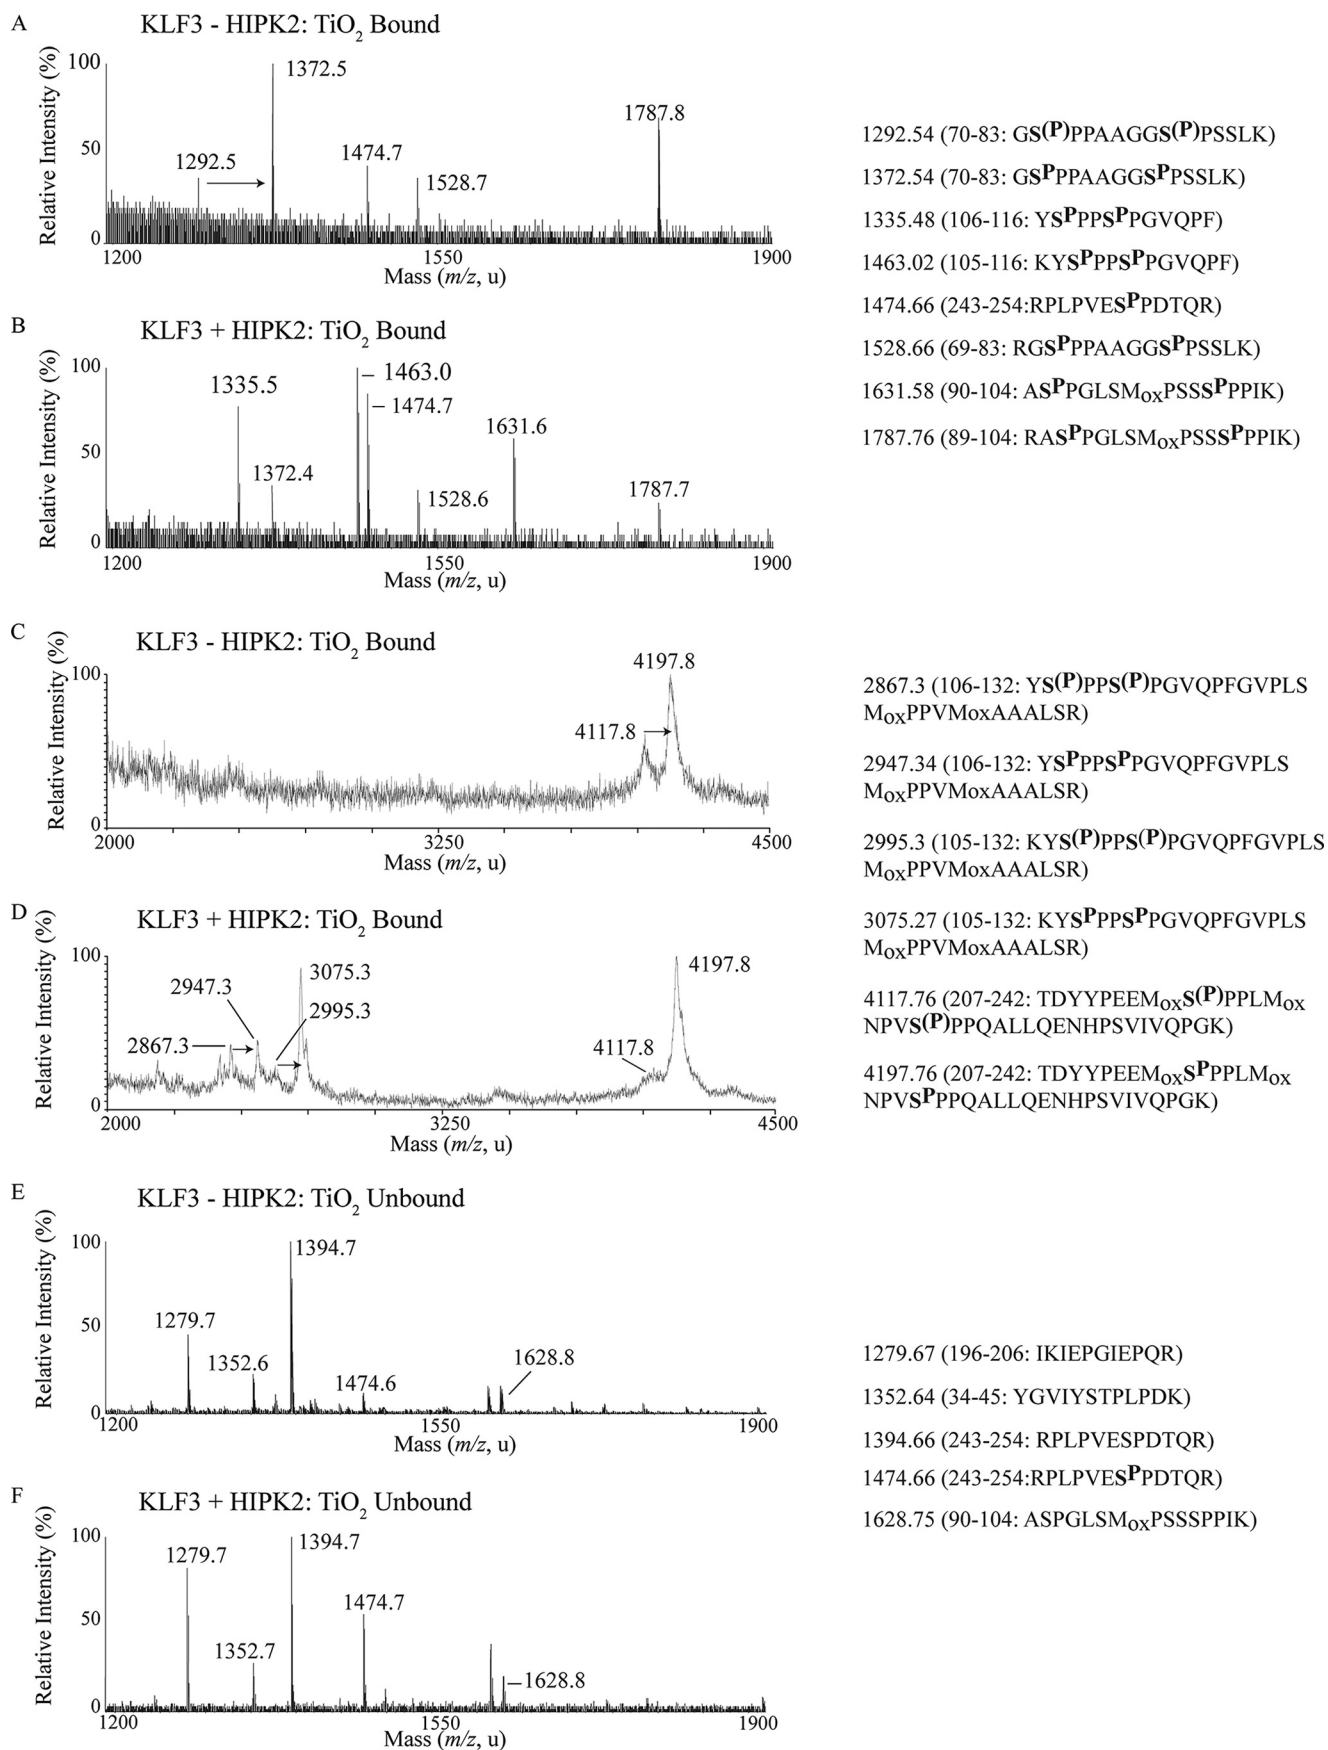 A
KLF3 - HIPK2: TiO2 Bound
Relative Intensity (%)
100
50
0
1292.5
1372.5
1474.7
1528.7
1787.8
1200
1550
1900
Mass (m/z, u)
1292.54 (70-83: GS(P)PPAAGGS(P)PSSLK)
1372.54 (70-83: GSPPPAAGGSPPSSLK)
1335.48 (106-116: YSPPPSPPGVQPF)
1463.02 (105-116: KYSPPPSPPGVQPF)
1474.66 (243-254:RPLPVESPPDTQR)
1528.66 (69-83: RGSPPPAAGGSPPSSLK)
1631.58 (90-104: ASPPGLSMoxPSSSPPPIK)
1787.76 (89-104: RASPPGLSMoxPSSSPPPIK)
B
KLF3 + HIPK2: TiO2 Bound
Relative Intensity (%)
100
50
0
1335.5
1372.4
1463.0
1474.7
1528.6
1631.6
1787.7
1200
1550
1900
Mass (m/z, u)
C
KLF3 - HIPK2: TiO2 Bound
Relative Intensity (%)
100
0
4117.8
4197.8
2000
3250
4500
Mass (m/z, u)
2867.3 (106-132: YS(P)PPS(P)PGVQPFGVPLS
MoxPPVMoxAAALSR)
2947.34 (106-132: YSPPPSPPGVQPFGVPLS
MoxPPVMoxAAALSR)
2995.3 (105-132: KYS(P)PPS(P)PGVQPFGVPLS
MoxPPVMoxAAALSR)
3075.27 (105-132: KYSPPPSPPGVQPFGVPLS
MoxPPVMoxAAALSR)
4117.76 (207-242: TDYYPEEMoxS(P)PPLMox
NPVS(P)PPQALLQENHPSVIVQPGK)
4197.76 (207-242: TDYYPEEMoxSPPPLMox
NPVSPPPQALLQENHPSVIVQPGK)
D
KLF3 + HIPK2: TiO2 Bound
Relative Intensity (%)
100
0
2867.3
2947.3
3075.3
2995.3
4117.8
4197.8
2000
3250
4500
Mass (m/z, u)
E
KLF3 - HIPK2: TiO2 Unbound
Relative Intensity (%)
100
50
0
1279.7
1352.6
1394.7
1474.6
1628.8
1200
1550
1900
Mass (m/z, u)
1279.67 (196-206: IKIEPGIEPQR)
1352.64 (34-45: YGVIYSTPLPDK)
1394.66 (243-254: RPLPVESPDTQR)
1474.66 (243-254:RPLPVESPPDTQR)
1628.75 (90-104: ASPGLSMoxPSSSPPIK)
F
KLF3 + HIPK2: TiO2 Unbound
Relative Intensity (%)
100
50
0
1279.7
1352.7
1394.7
1474.7
1628.8
1200
1550
1900
Mass (m/z, u)